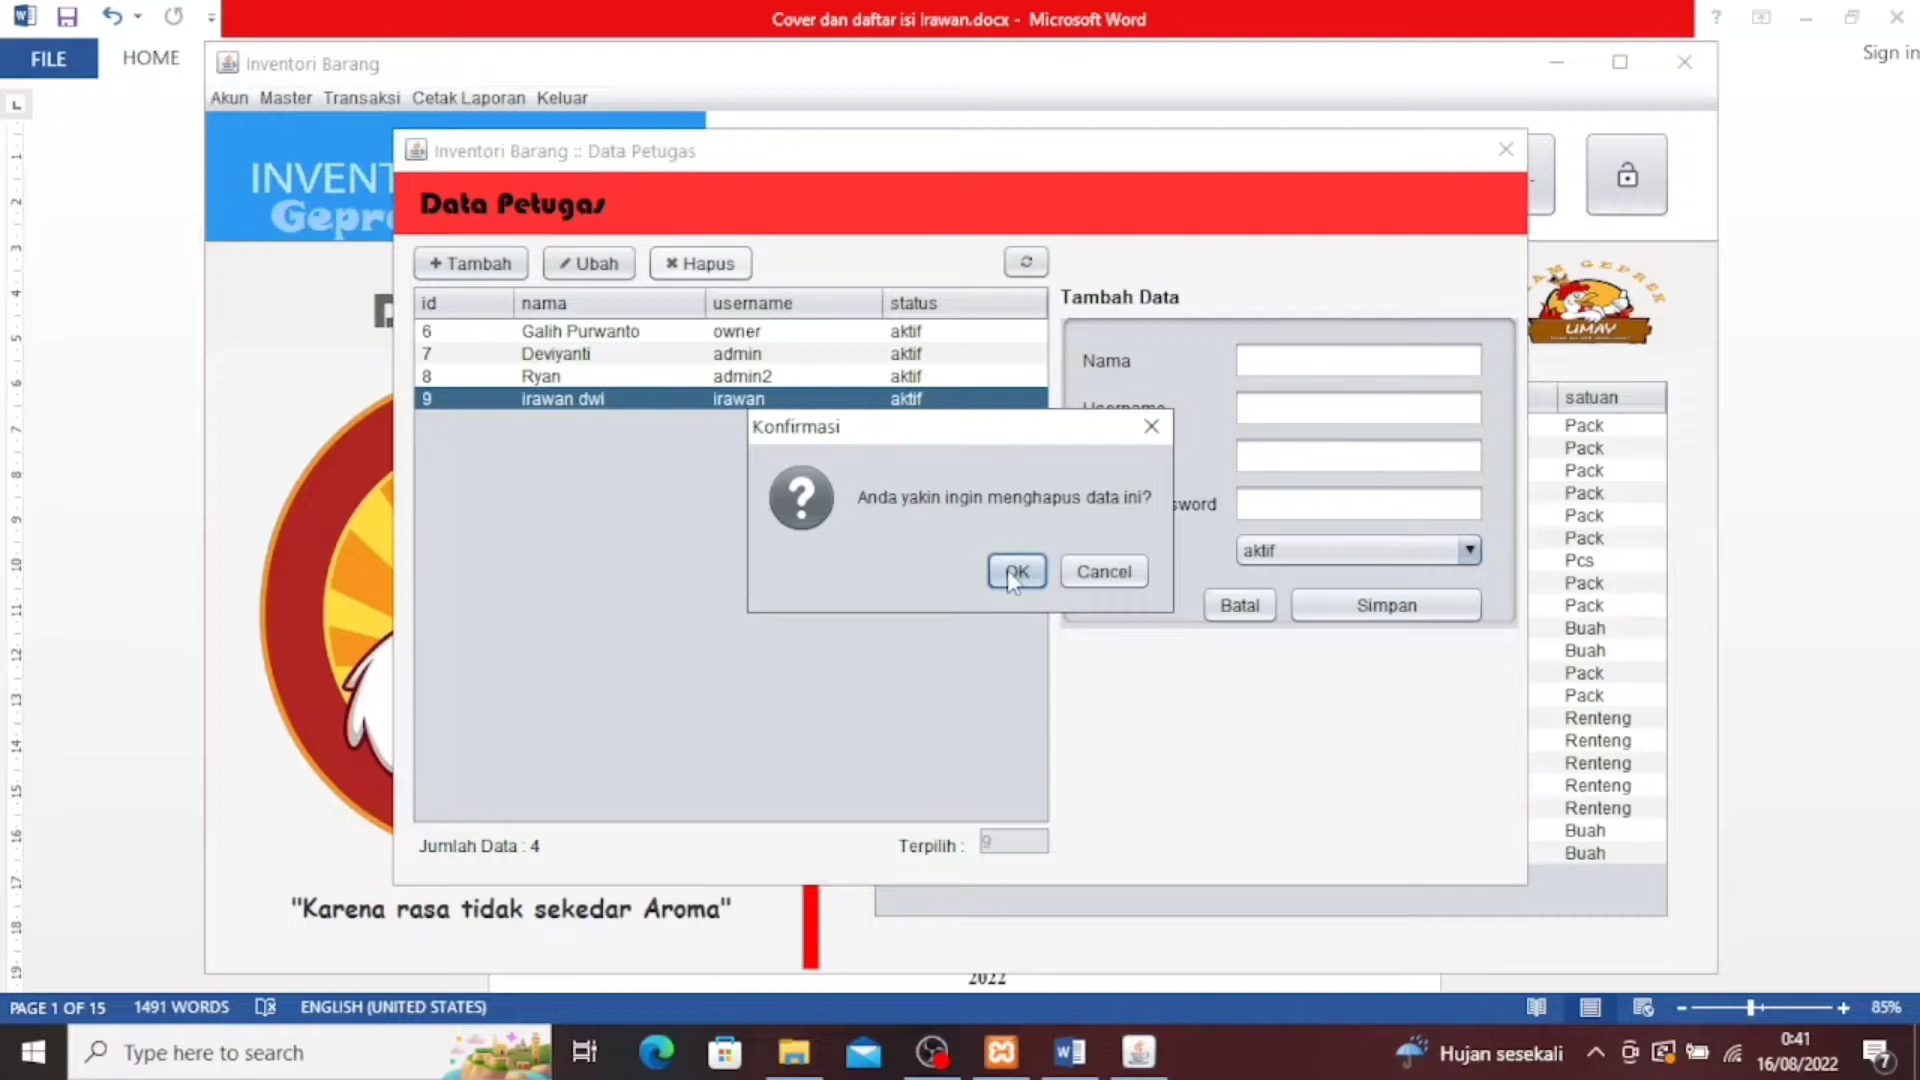 Cover dan daftar isi Irawan.docx - Microsoft Word
FILE
HOME
Sign in
Inventori Barang
Akun Master Transaksi Cetak Laporan Keluar
Inventori Barang :: Data Petugas
Data Petugas
+ Tambah
Ubah
Hapus
id nama username status
6 Galih Purwanto owner aktif
7 Deviyanti admin aktif
8 Ryan admin2 aktif
9 irawan dwi irawan aktif
Jumlah Data : 4
Terpilih :
9
Tambah Data
Nama
Username
sword
aktif
Batal
Simpan
Konfirmasi
Anda yakin ingin menghapus data ini?
OK
Cancel
AYAM GEPREK
UMAY
satuan
Pack
Pack
Pack
Pack
Pack
Pack
Pcs
Pack
Pack
Buah
Buah
Pack
Pack
Renteng
Renteng
Renteng
Renteng
Renteng
Buah
Buah
"Karena rasa tidak sekedar Aroma"
2022
PAGE 1 OF 15
1491 WORDS
ENGLISH (UNITED STATES)
85%
Type here to search
Hujan sesekali
0:41
16/08/2022
7